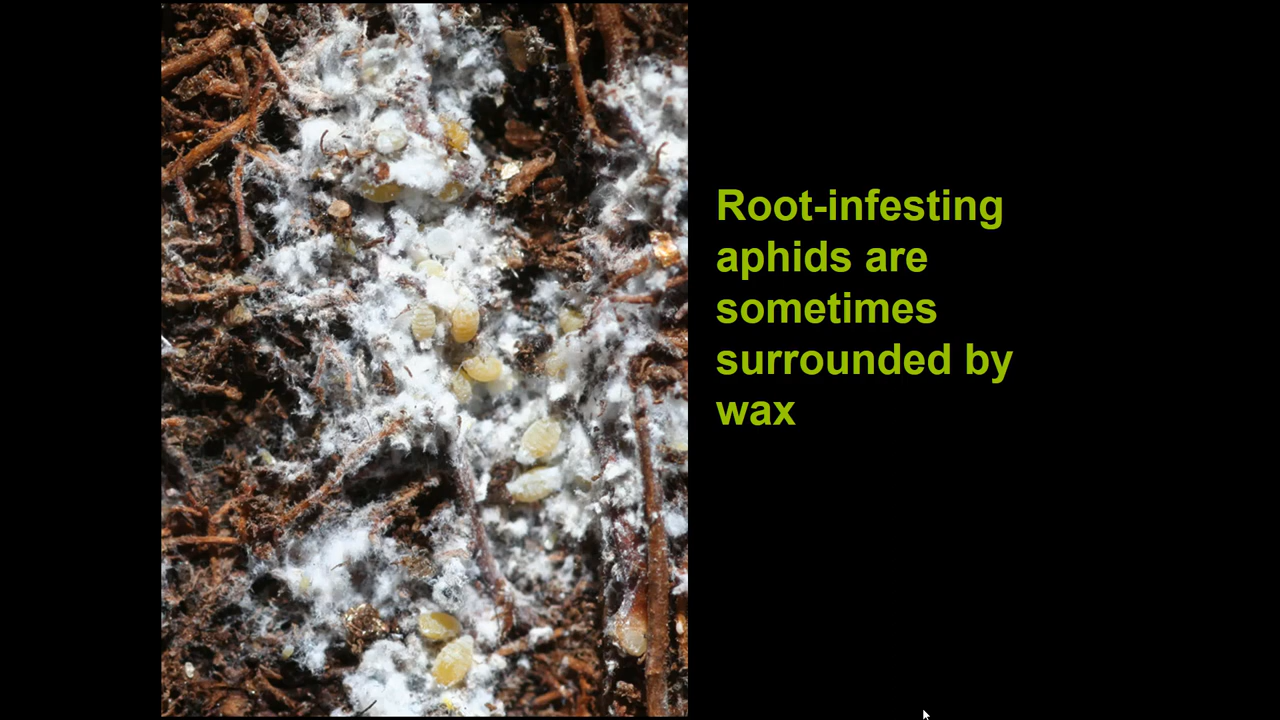 Root-infesting
aphids are
sometimes
surrounded by
wax